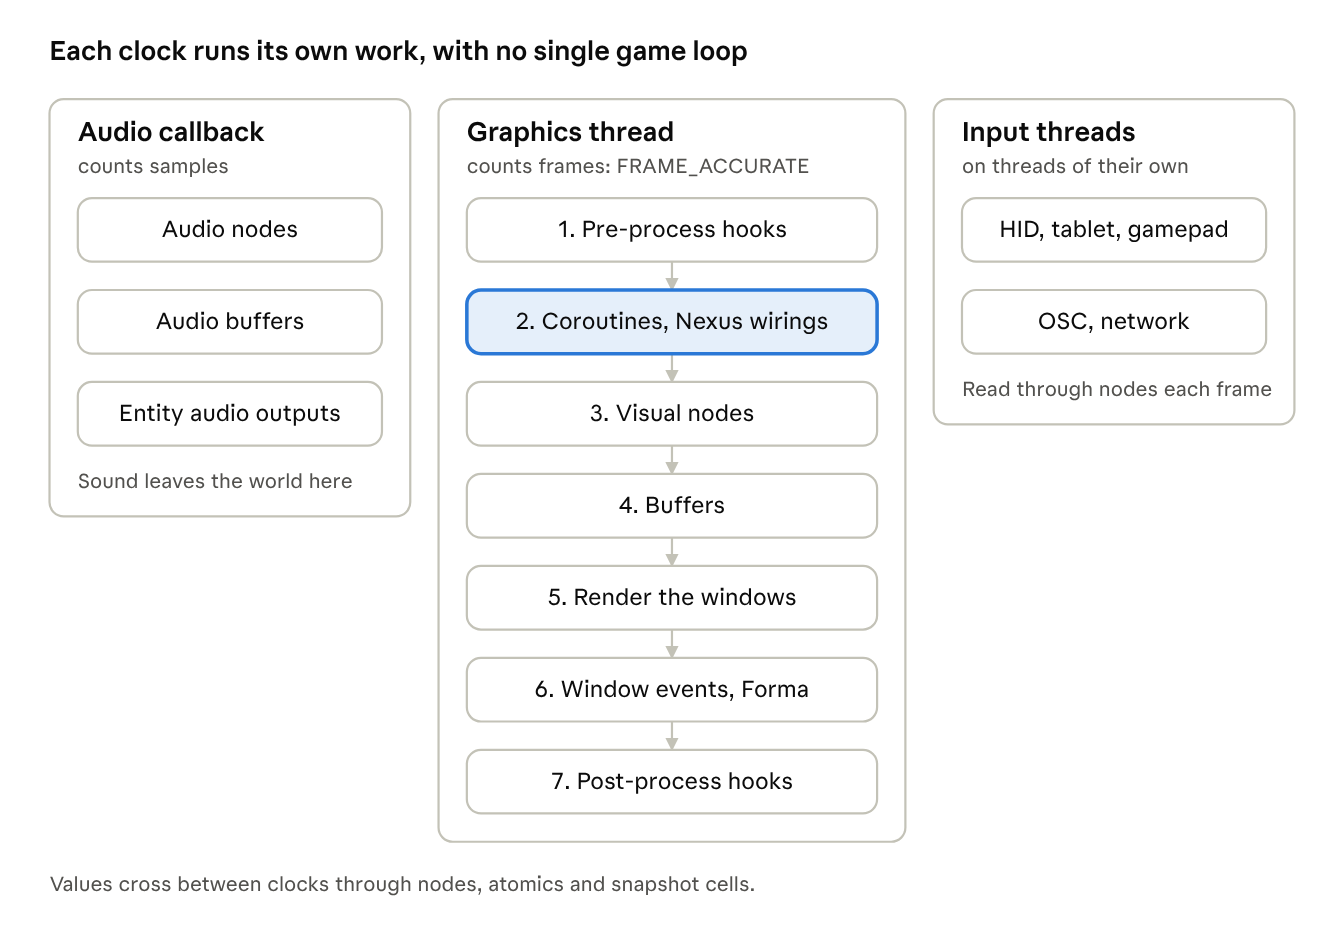 Each clock runs its own work, with no single game loop
Audio callback
counts samples
Audio nodes
Audio buffers
Entity audio outputs
Sound leaves the world here
Graphics thread
counts frames: FRAME_ACCURATE
1. Pre-process hooks
2. Coroutines, Nexus wirings
3. Visual nodes
4. Buffers
5. Render the windows
6. Window events, Forma
7. Post-process hooks
Input threads
on threads of their own
HID, tablet, gamepad
OSC, network
Read through nodes each frame
Values cross between clocks through nodes, atomics and snapshot cells.